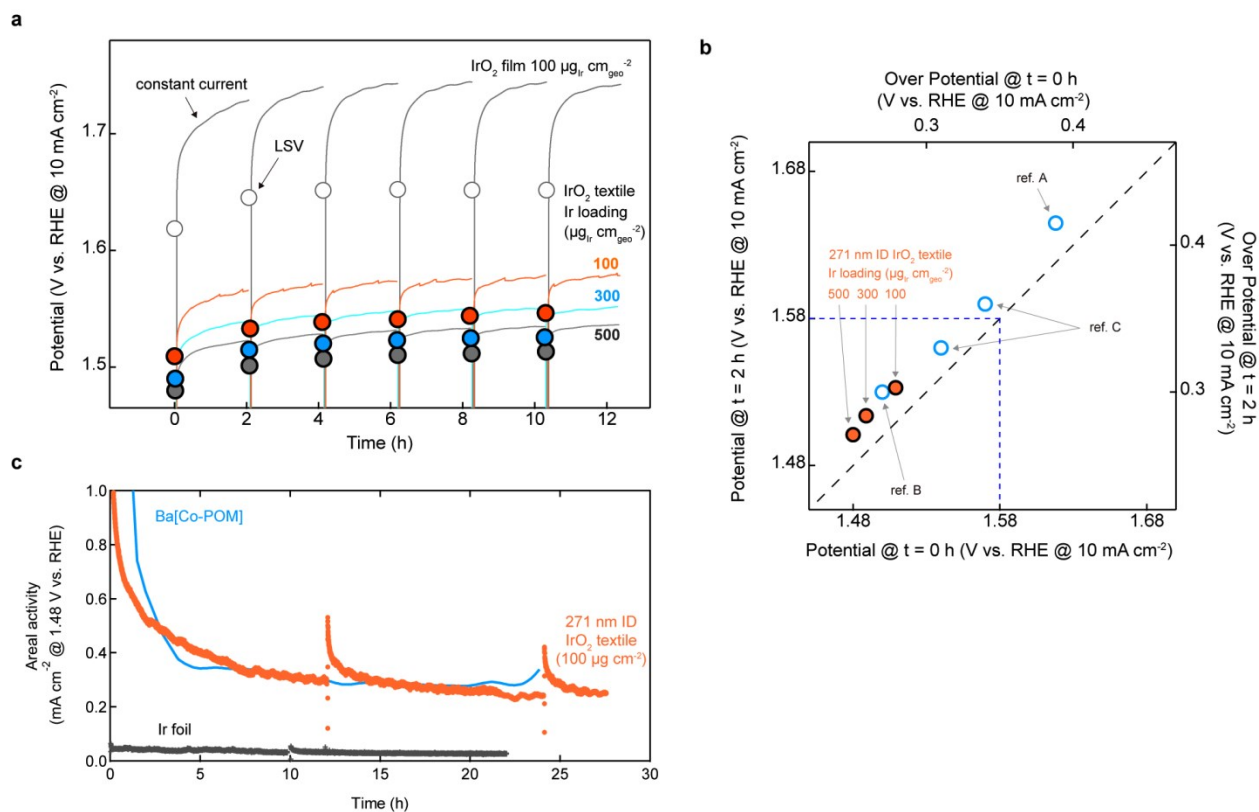 a
IrO₂ film 100 µg_Ir cm_geo⁻²
constant current
LSV
IrO₂ textile
Ir loading
(µg_Ir cm_geo⁻²)
100
300
500
1.7
1.6
1.5
Potential (V vs. RHE @ 10 mA cm⁻²)
0 2 4 6 8 10 12
Time (h)
b
Over Potential @ t = 0 h
(V vs. RHE @ 10 mA cm⁻²)
0.3 0.4
1.68
1.58
1.48
Potential @ t = 2 h (V vs. RHE @ 10 mA cm⁻²)
ref. A
271 nm ID IrO₂ textile
Ir loading (µg_Ir cm_geo⁻²)
500 300 100
ref. C
ref. B
0.4
0.3
Over Potential @ t = 2 h
(V vs. RHE @ 10 mA cm⁻²)
1.48 1.58 1.68
Potential @ t = 0 h (V vs. RHE @ 10 mA cm⁻²)
c
1.0
0.8
0.6
0.4
0.2
0.0
Areal activity
(mA cm⁻² @ 1.48 V vs. RHE)
Ba[Co-POM]
271 nm ID
IrO₂ textile
(100 µg cm⁻²)
Ir foil
0 5 10 15 20 25 30
Time (h)